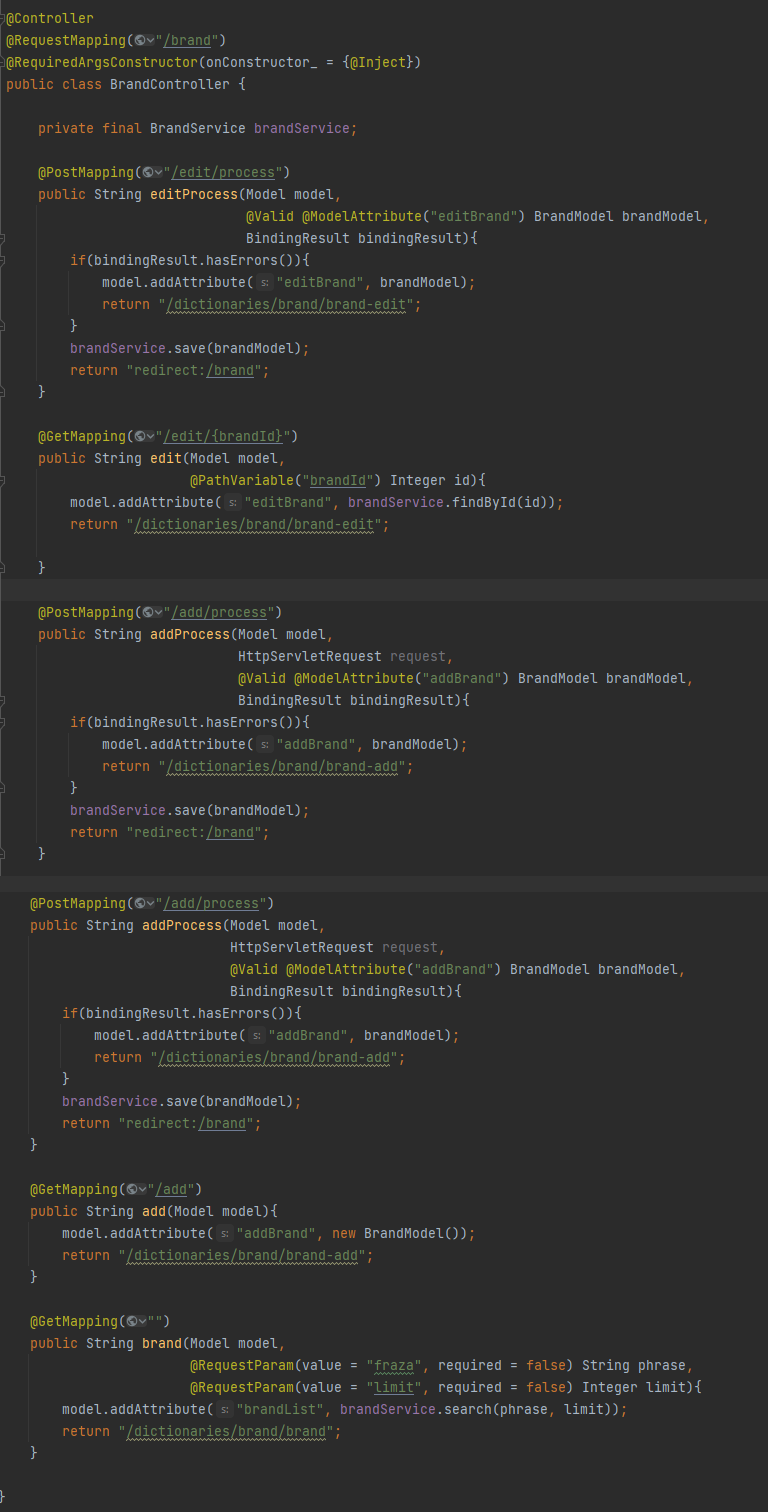 @Controller
@RequestMapping("/brand")
@RequiredArgsConstructor(onConstructor_ = {@Inject})
public class BrandController {
private final BrandService brandService;
@PostMapping("/edit/process")
public String editProcess(Model model,
@Valid @ModelAttribute("editBrand") BrandModel brandModel,
BindingResult bindingResult){
if(bindingResult.hasErrors()){
model.addAttribute( s: "editBrand", brandModel);
return "/dictionaries/brand/brand-edit";
}
brandService.save(brandModel);
return "redirect:/brand";
}
@GetMapping("/edit/{brandId}")
public String edit(Model model,
@PathVariable("brandId") Integer id){
model.addAttribute( s: "editBrand", brandService.findById(id));
return "/dictionaries/brand/brand-edit";
}
@PostMapping("/add/process")
public String addProcess(Model model,
HttpServletRequest request,
@Valid @ModelAttribute("addBrand") BrandModel brandModel,
BindingResult bindingResult){
if(bindingResult.hasErrors()){
model.addAttribute( s: "addBrand", brandModel);
return "/dictionaries/brand/brand-add";
}
brandService.save(brandModel);
return "redirect:/brand";
}
@PostMapping("/add/process")
public String addProcess(Model model,
HttpServletRequest request,
@Valid @ModelAttribute("addBrand") BrandModel brandModel,
BindingResult bindingResult){
if(bindingResult.hasErrors()){
model.addAttribute( s: "addBrand", brandModel);
return "/dictionaries/brand/brand-add";
}
brandService.save(brandModel);
return "redirect:/brand";
}
@GetMapping("/add")
public String add(Model model){
model.addAttribute( s: "addBrand", new BrandModel());
return "/dictionaries/brand/brand-add";
}
@GetMapping("")
public String brand(Model model,
@RequestParam(value = "fraza", required = false) String phrase,
@RequestParam(value = "limit", required = false) Integer limit){
model.addAttribute( s: "brandList", brandService.search(phrase, limit));
return "/dictionaries/brand/brand";
}
}